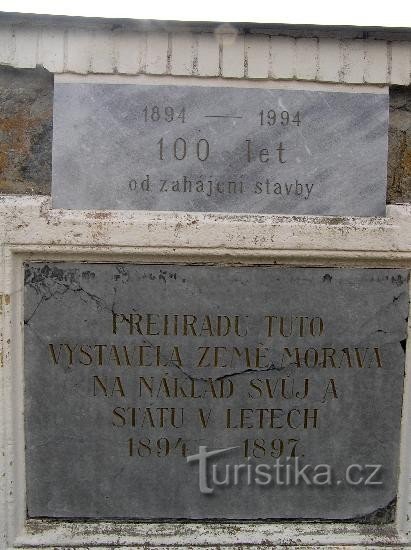 1894 — 1994
100 let
od zahájení stavby
PŘEHRADU TUTO
VYSTAVĚLA ZEMĚ MORAVA
NA NÁKLAD SVŮJ A
STÁTU V LETECH
1894 - 1897.
Turistika.cz